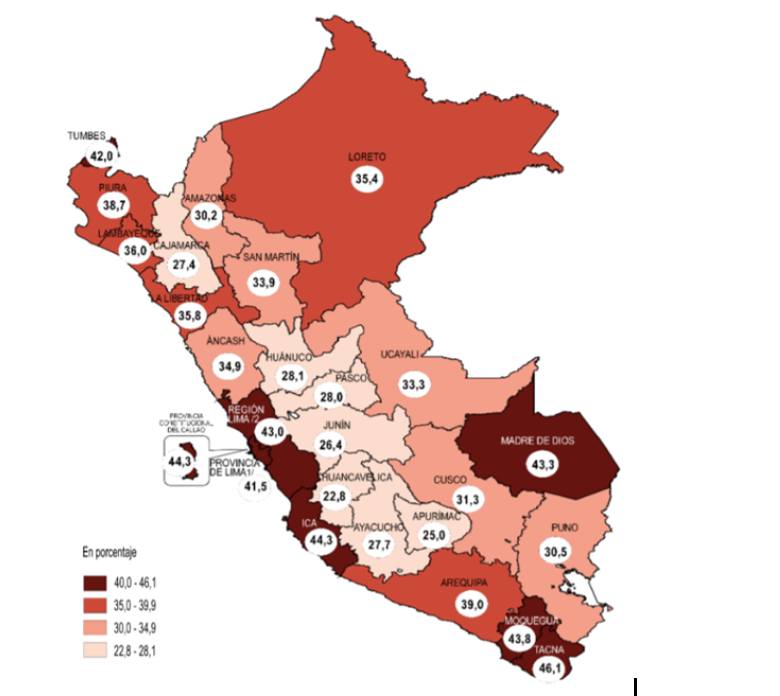 TUMBES
42,0
LORETO
35,4
PIURA
38,7
AMAZONAS
30,2
LAMBAYEQUE
36,0
CAJAMARCA
27,4
SAN MARTÍN
33,9
LA LIBERTAD
35,8
ÁNCASH
34,9
HUÁNUCO
28,1
UCAYALI
33,3
PASCO
28,0
REGIÓN
LIMA /2
43,0
PROVINCIA
CONSTITUCIONAL
DEL CALLAO
44,3
JUNÍN
26,4
MADRE DE DIOS
43,3
PROVINCIA
DE LIMA1/
41,5
HUANCAVELICA
22,8
CUSCO
31,3
ICA
44,3
AYACUCHO
27,7
APURÍMAC
25,0
PUNO
30,5
AREQUIPA
39,0
MOQUEGUA
43,8
TACNA
46,1
En porcentaje
40,0 - 46,1
35,0 - 39,9
30,0 - 34,9
22,8 - 28,1